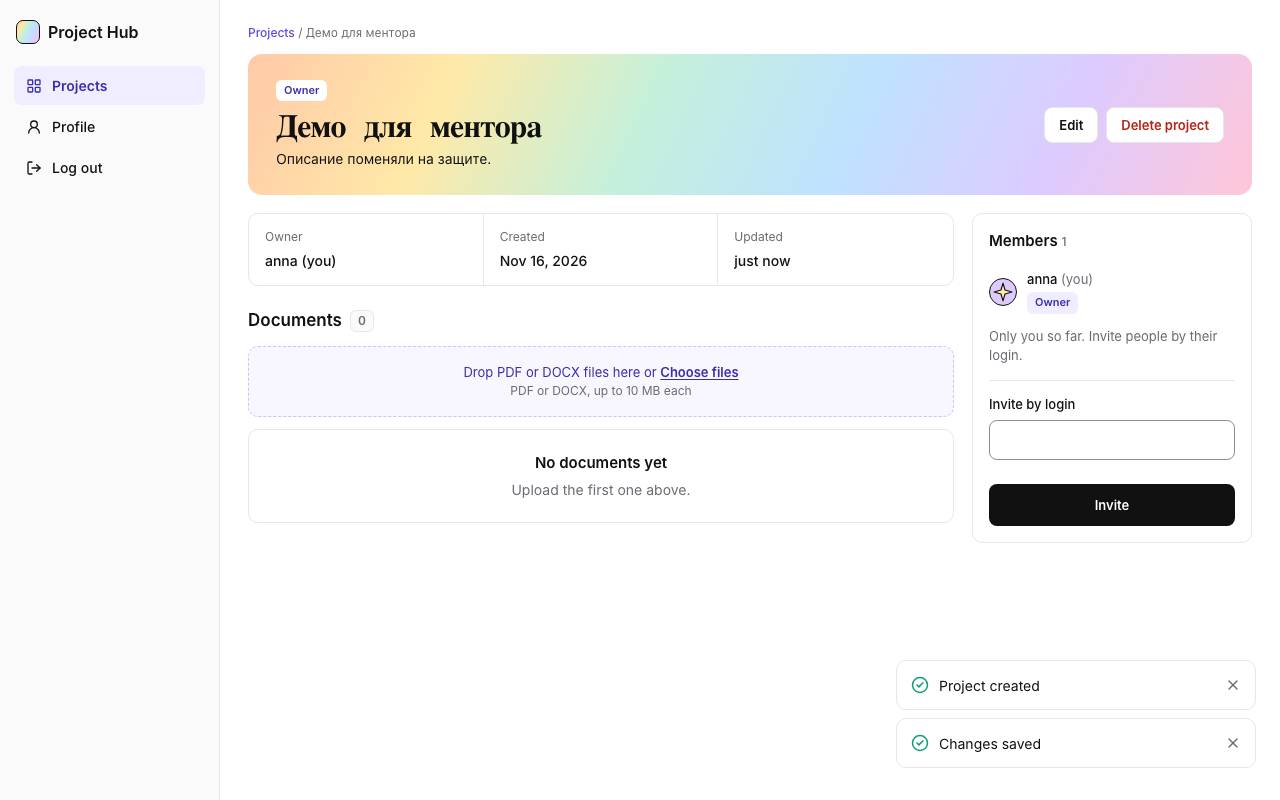 Project Hub
Projects
Profile
Log out
Projects / Демо для ментора
Owner
Демо для ментора
Описание поменяли на защите.
Edit
Delete project
Owner
anna (you)
Created
Nov 16, 2026
Updated
just now
Documents 0
Drop PDF or DOCX files here or Choose files
PDF or DOCX, up to 10 MB each
No documents yet
Upload the first one above.
Members 1
anna (you)
Owner
Only you so far. Invite people by their
login.
Invite by login
Invite
Project created
Changes saved